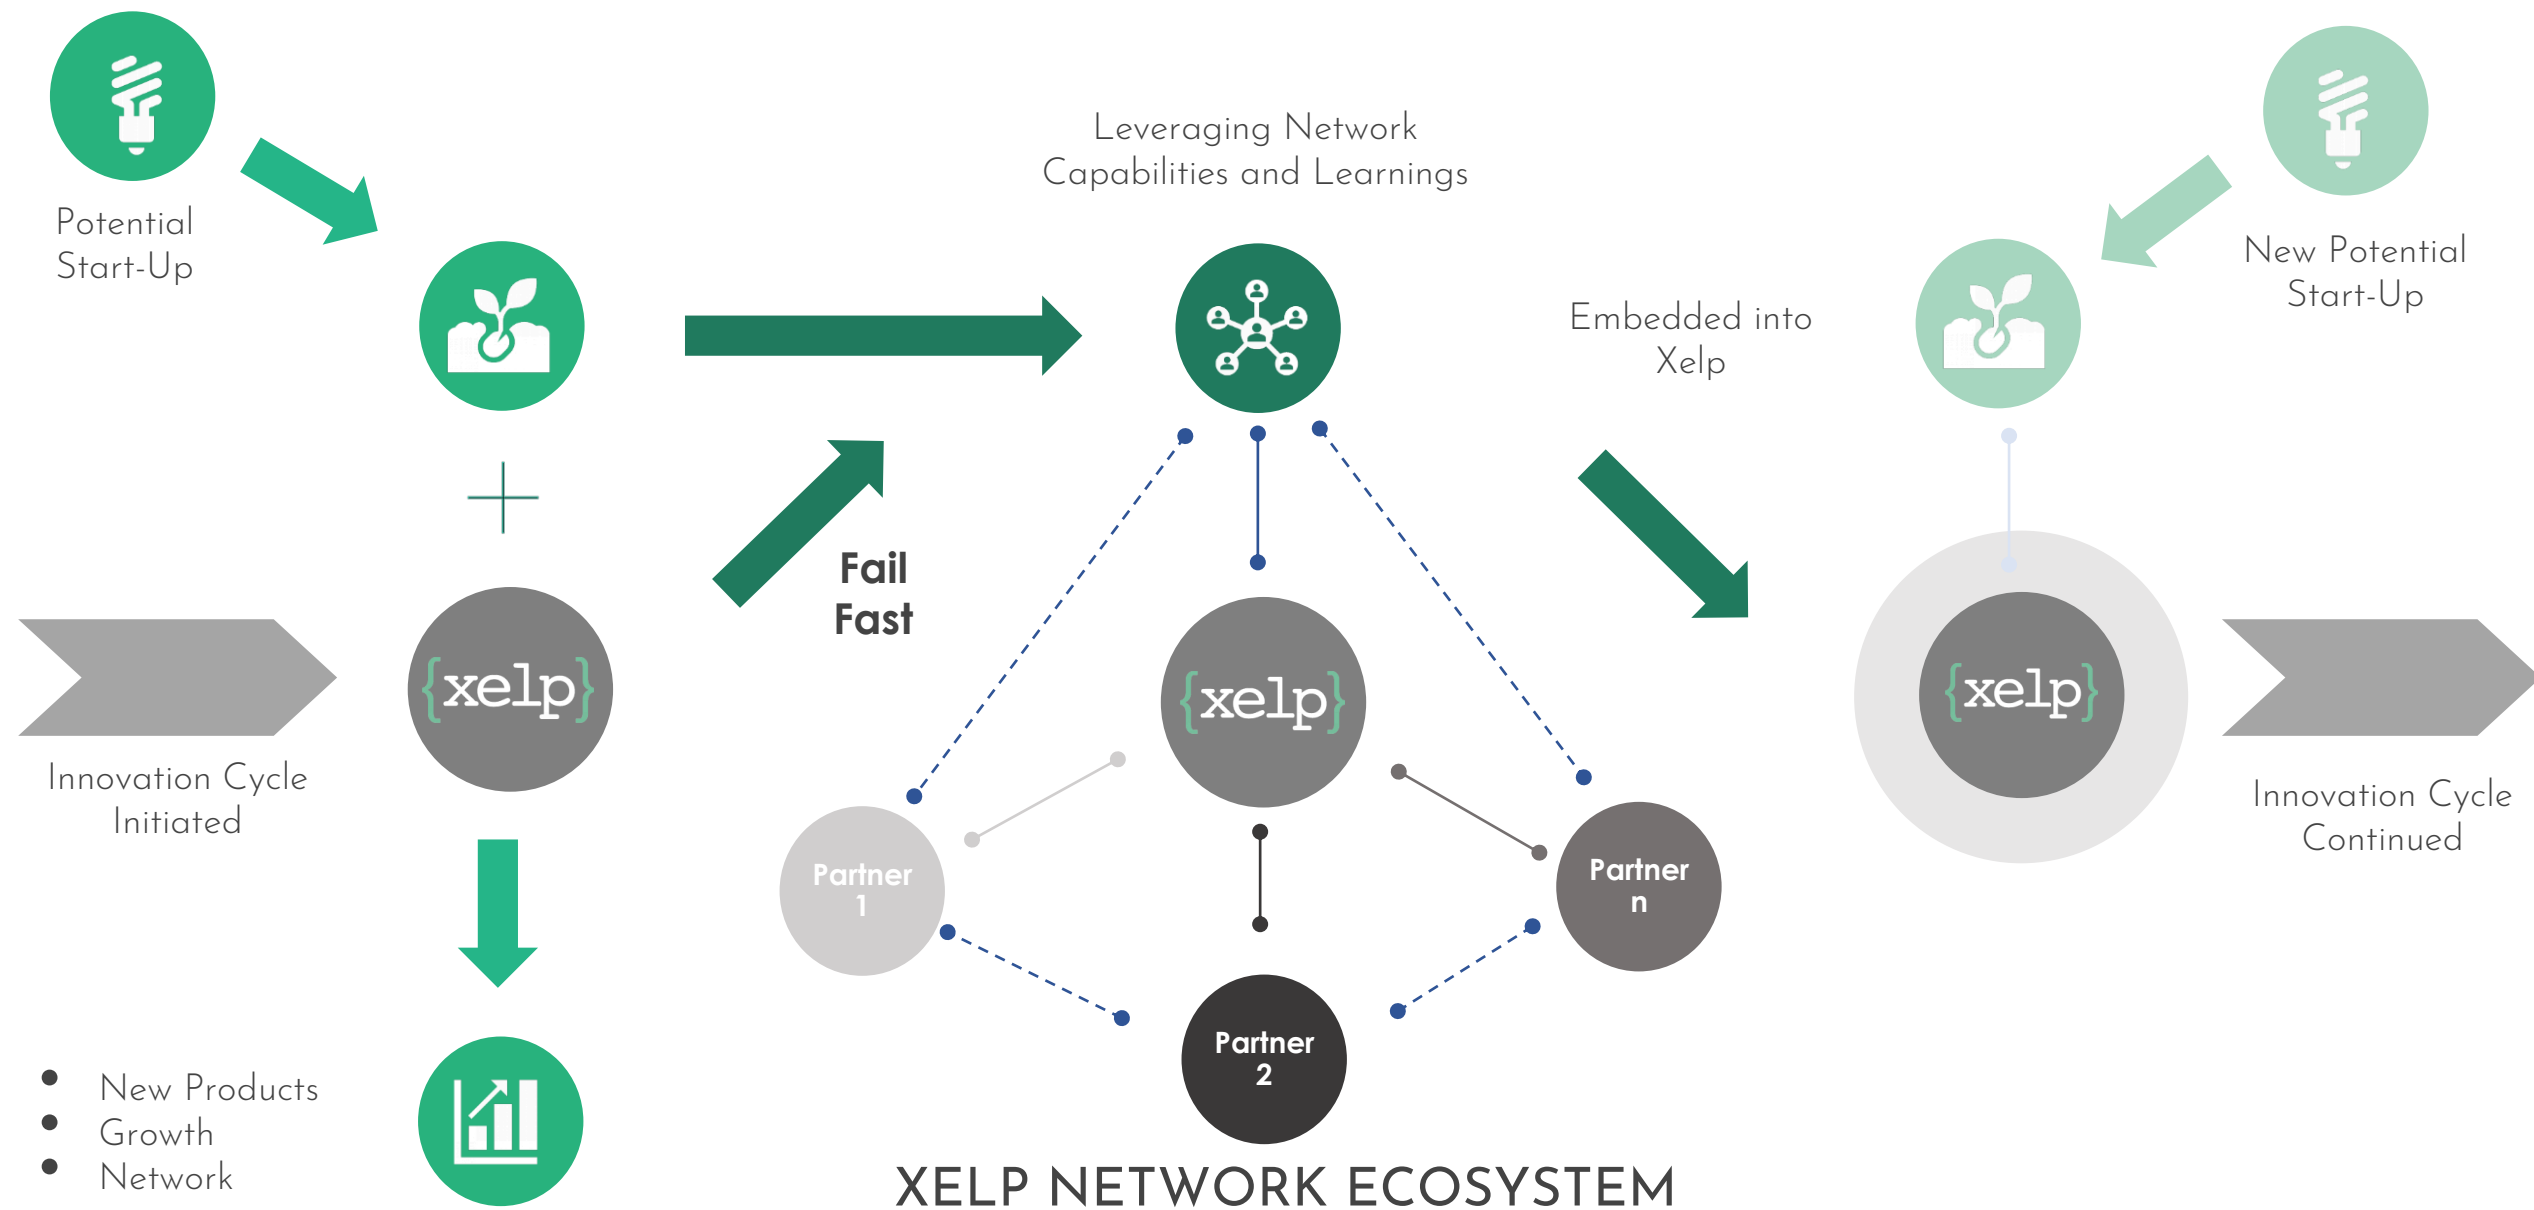 Potential
Start-Up
Leveraging Network
Capabilities and Learnings
New Potential
Start-Up
Embedded into
Xelp
Fail
Fast
{xelp}
{xelp}
{xelp}
Innovation Cycle
Initiated
Innovation Cycle
Continued
Partner
1
Partner
n
Partner
2
• New Products
• Growth
• Network
XELP NETWORK ECOSYSTEM